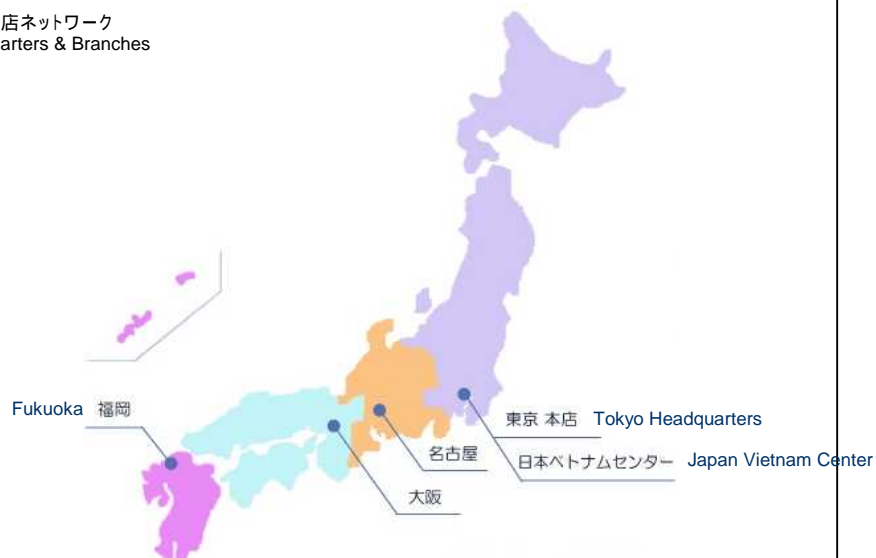 店ネットワーク
arters & Branches
Fukuoka 福岡
東京 本店 Tokyo Headquarters
名古屋
日本ベトナムセンター Japan Vietnam Center
大阪